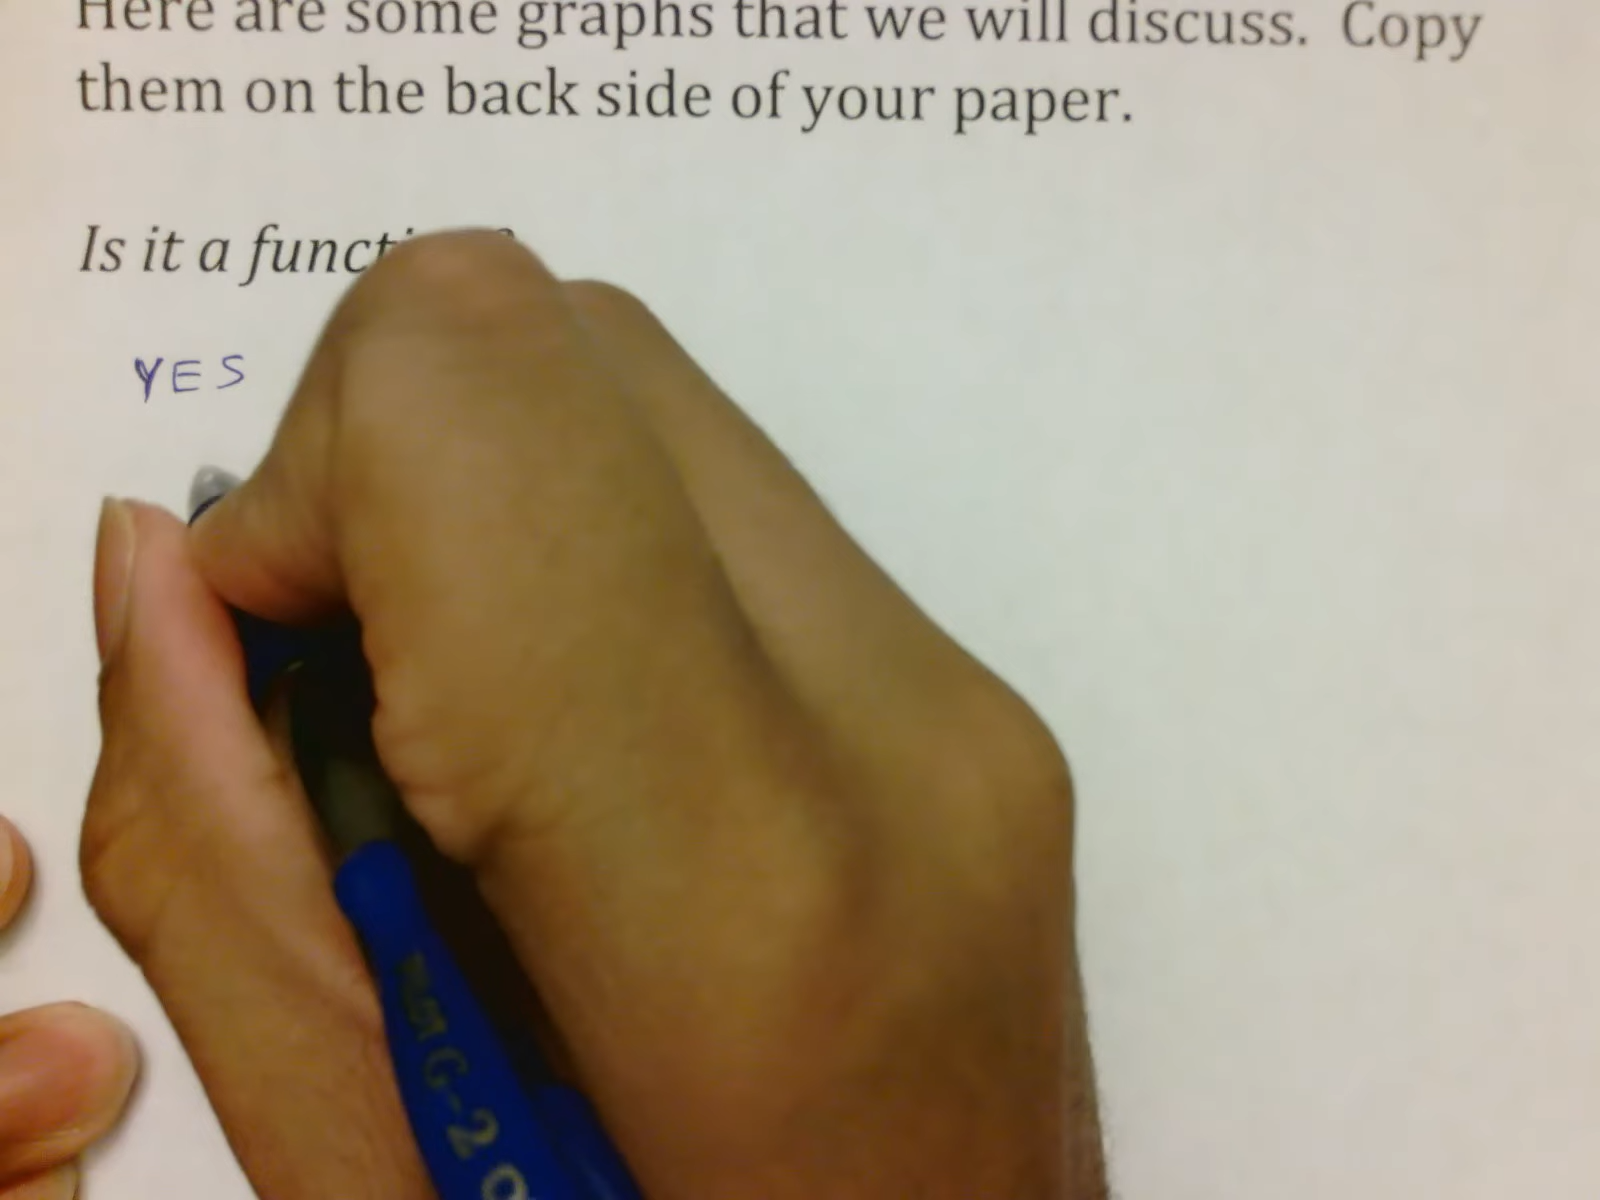 Here are some graphs that we will discuss. Copy
them on the back side of your paper.
Is it a
YES
G-2